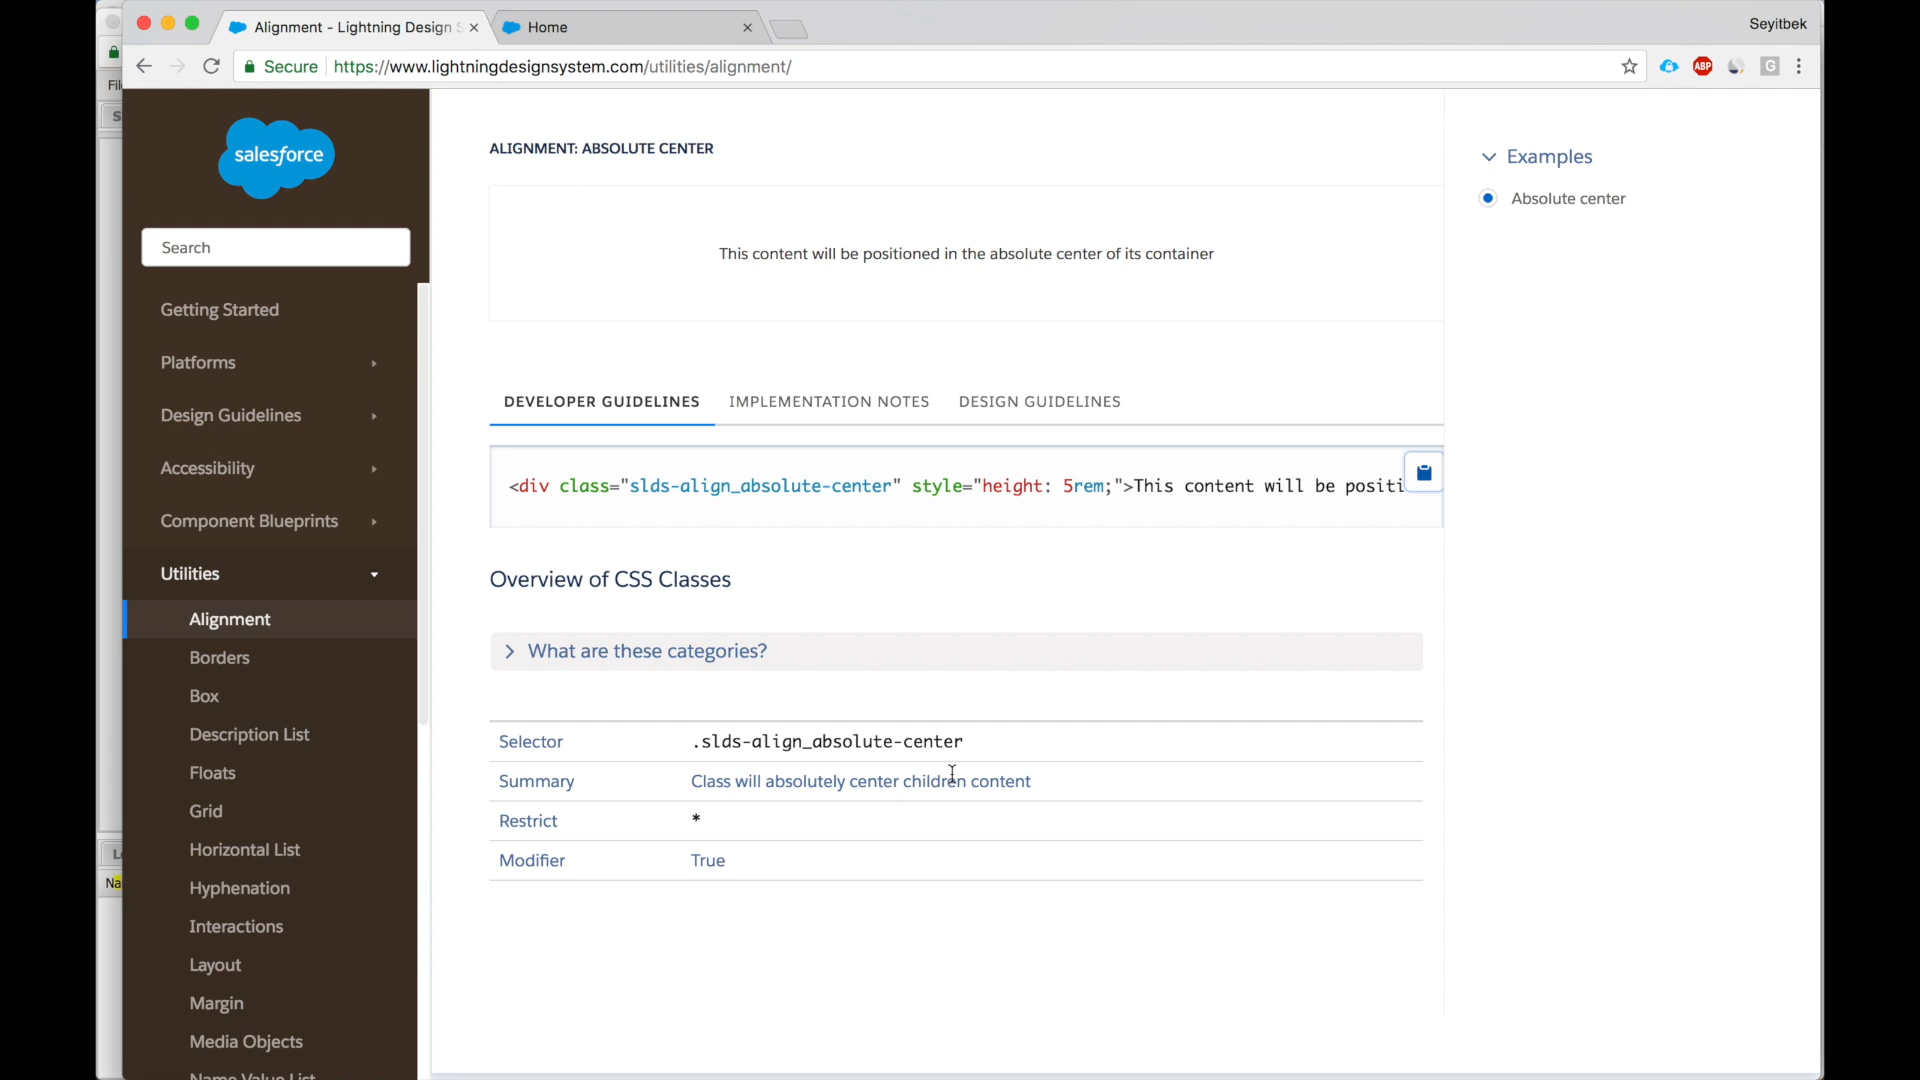 Alignment - Lightning Design S
Home
Seyitbek
Secure
https://www.lightningdesignsystem.com/utilities/alignment/
ABP
G
salesforce
Search
Getting Started
Platforms
Design Guidelines
Accessibility
Component Blueprints
Utilities
Alignment
Borders
Box
Description List
Floats
Grid
Horizontal List
Hyphenation
Interactions
Layout
Margin
Media Objects
Name Value List
ALIGNMENT: ABSOLUTE CENTER
This content will be positioned in the absolute center of its container
DEVELOPER GUIDELINES
IMPLEMENTATION NOTES
DESIGN GUIDELINES
<div class="slds-align_absolute-center" style="height: 5rem;">This content will be positi
Overview of CSS Classes
What are these categories?
Selector .slds-align_absolute-center
Summary Class will absolutely center children content
Restrict *
Modifier True
Examples
Absolute center